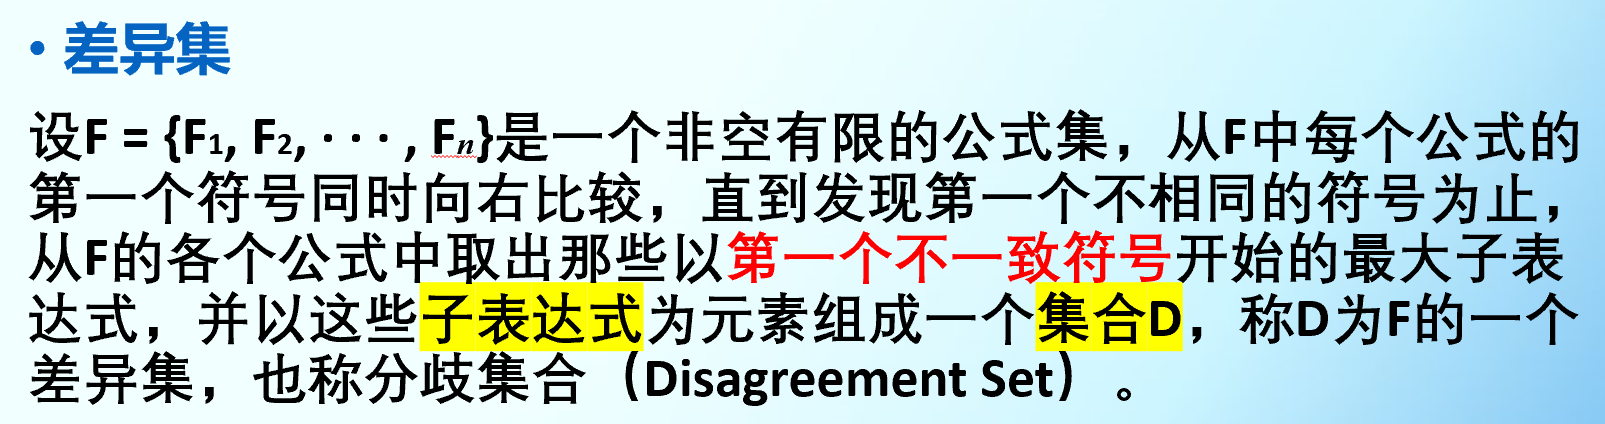 • 差异集
设F = {F1, F2, · · · , Fn}是一个非空有限的公式集，从F中每个公式的
第一个符号同时向右比较，直到发现第一个不相同的符号为止，
从F的各个公式中取出那些以第一个不一致符号开始的最大子表
达式，并以这些子表达式为元素组成一个集合D，称D为F的一个
差异集，也称分歧集合（Disagreement Set）。